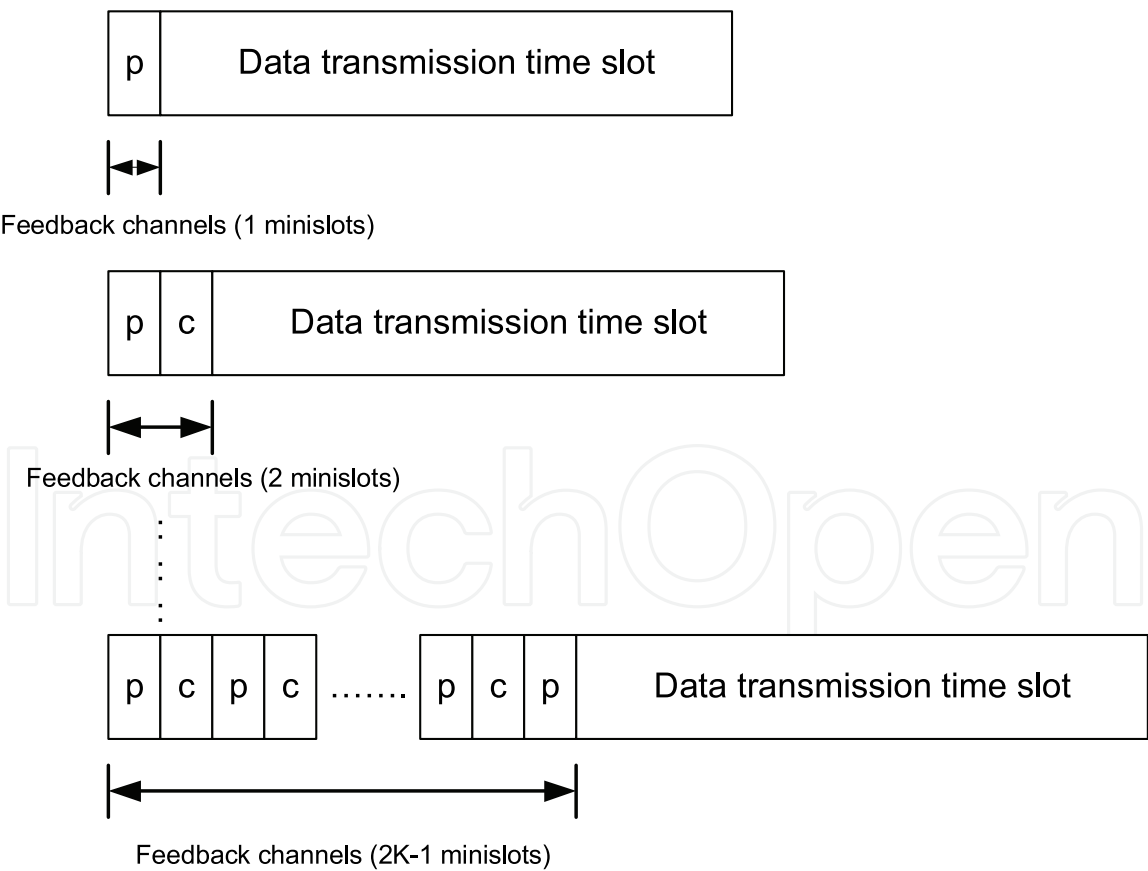 p Data transmission time slot
Feedback channels (1 minislots)
p c Data transmission time slot
Feedback channels (2 minislots)
IntechOpen
p c p c ....... p c p Data transmission time slot
Feedback channels (2K-1 minislots)